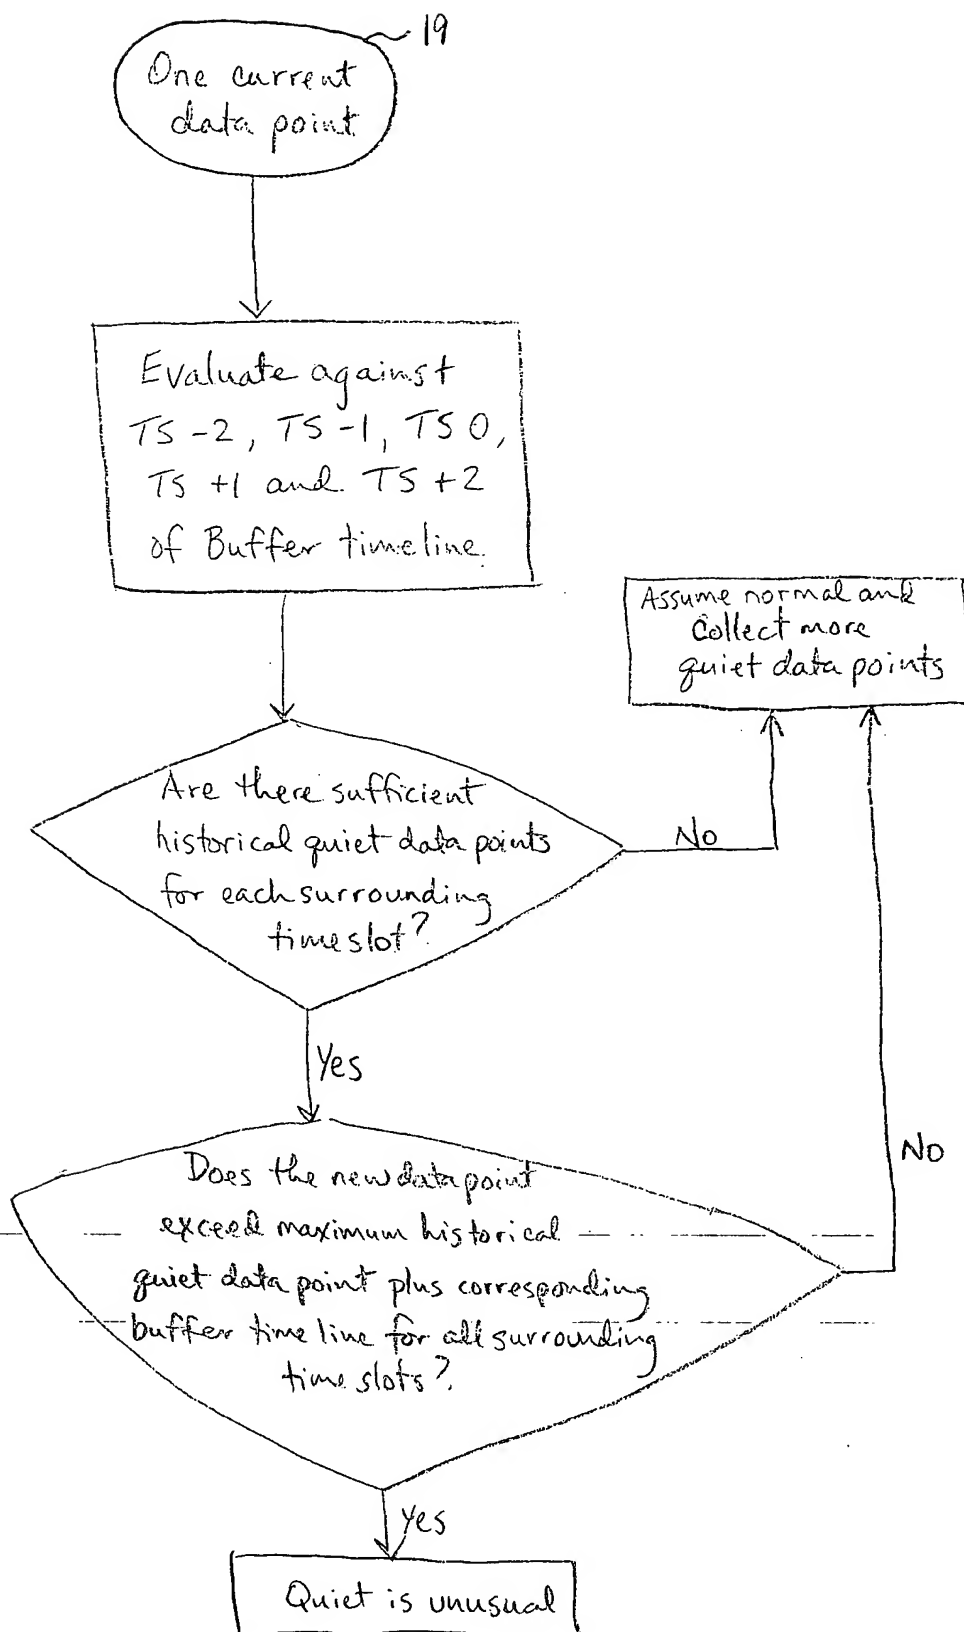 19
One current
data point
Evaluate against
TS -2, TS -1, TS 0,
TS +1 and TS +2
of Buffer timeline.
Assume normal and
Collect more
quiet data points
Are there sufficient
historical quiet data points
for each surrounding
time slot?
No
Yes
Does the new data point
exceed maximum historical
quiet data point plus corresponding
buffer time line for all surrounding
time slots?
No
Yes
Quiet is unusual